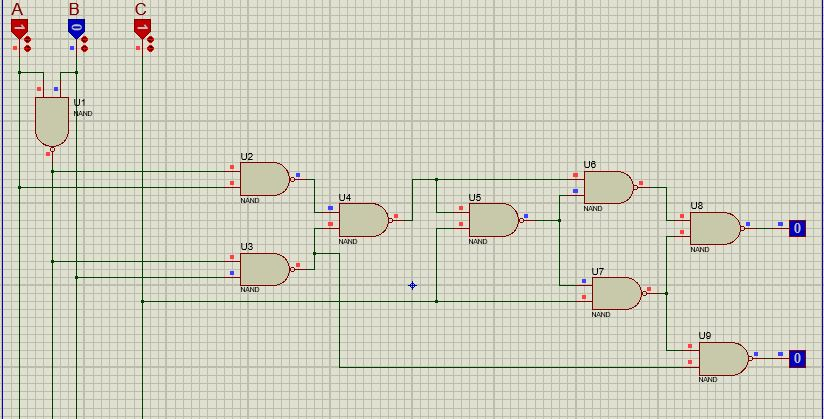 A B C
1 0 1
U1
NAND
U2
NAND
U3
NAND
U4
NAND
U5
NAND
U6
NAND
U7
NAND
U8
NAND
0
U9
NAND
0